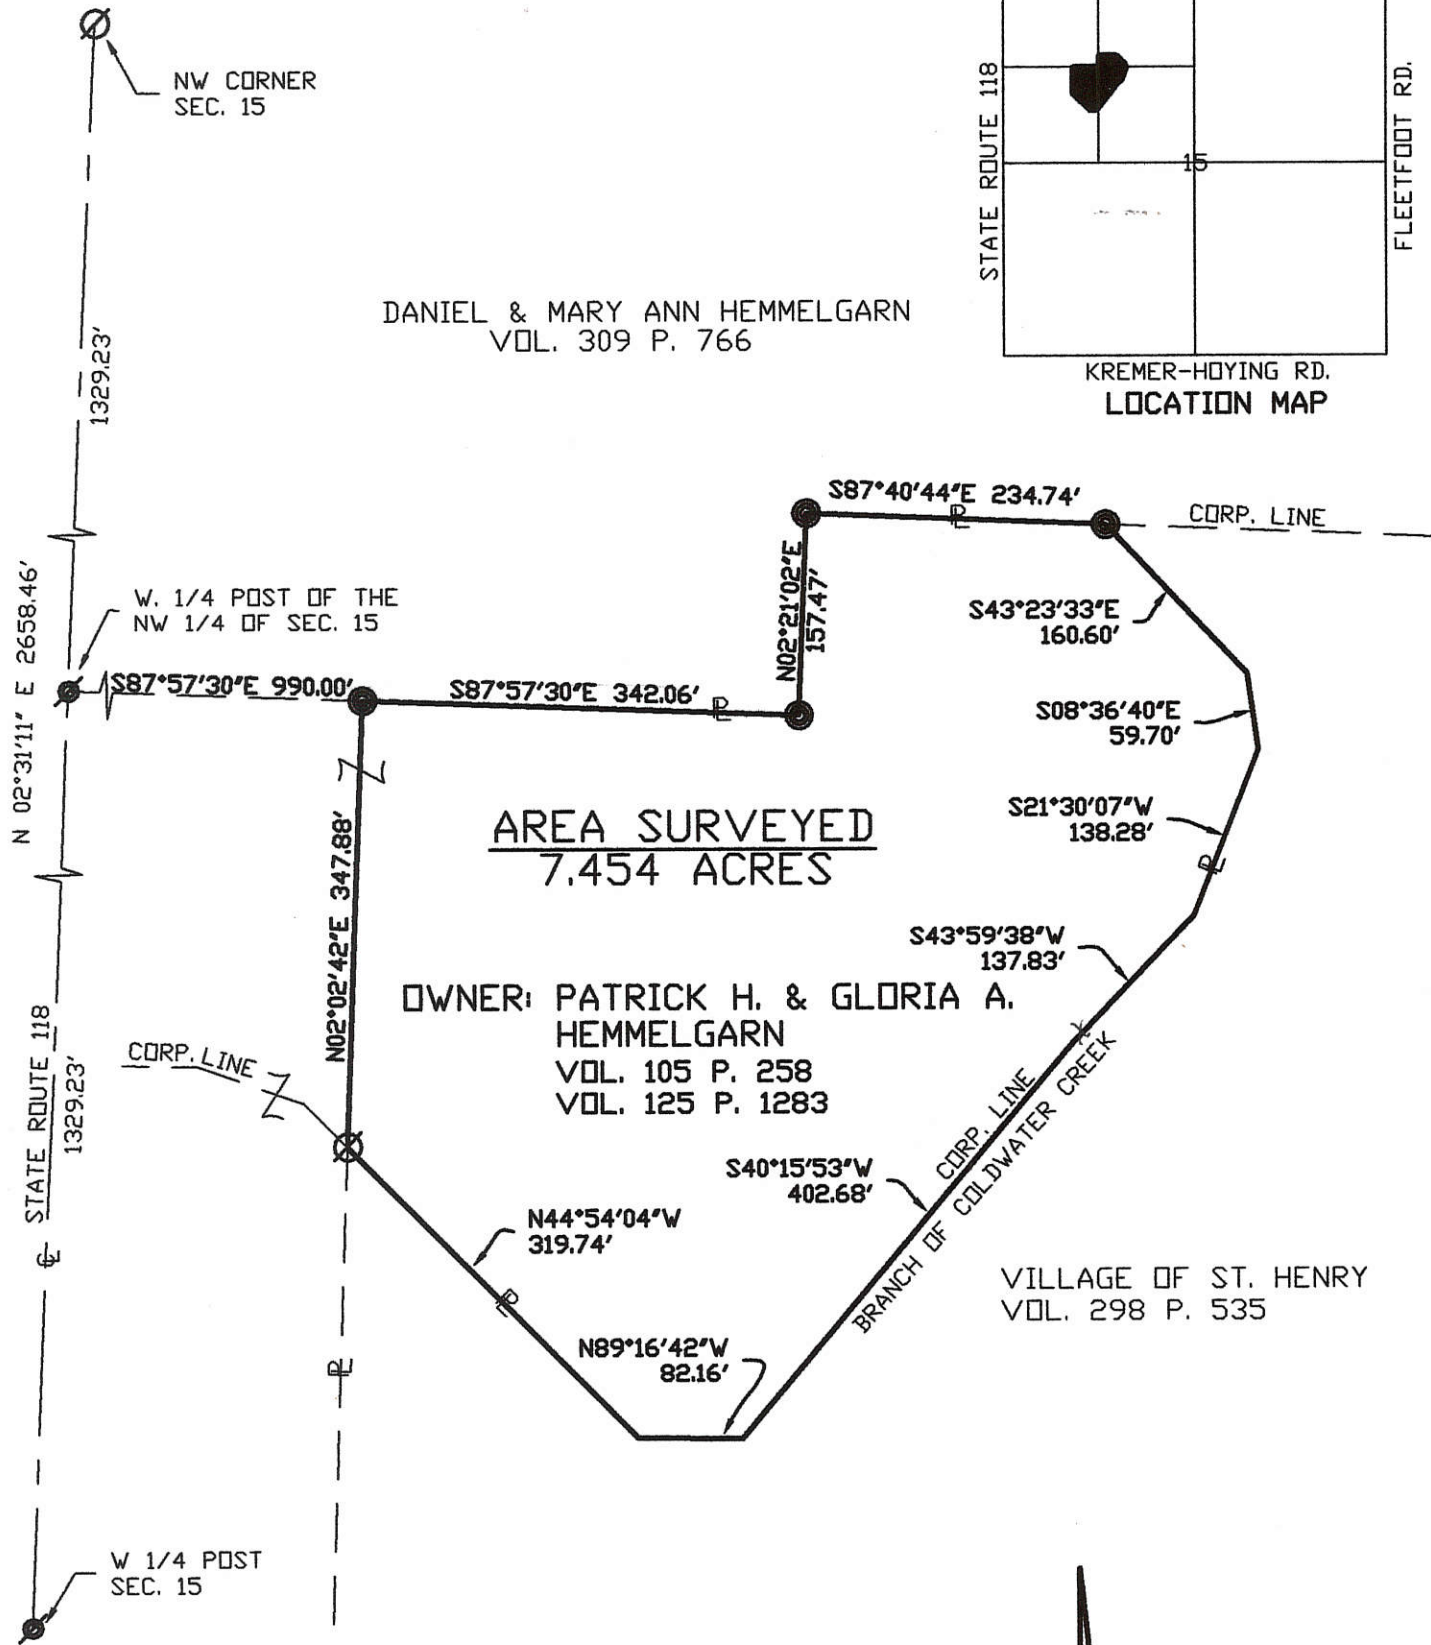 NW CORNER
SEC. 15
STATE ROUTE 118
15
FLEETFOOT RD.
KREMER-HOYING RD.
LOCATION MAP
DANIEL & MARY ANN HEMMELGARN
VOL. 309 P. 766
1329.23'
S87°40'44"E 234.74'
CORP. LINE
N02°21'02"E
157.47'
S43°23'33"E
160.60'
W. 1/4 POST OF THE
NW 1/4 OF SEC. 15
N 02°31'11" E 2658.46'
S87°57'30"E 990.00'
S87°57'30"E 342.06'
PL
PL
S08°36'40"E
59.70'
S21°30'07"W
138.28'
PL
AREA SURVEYED
7.454 ACRES
N02°02'42"E 347.88'
S43°59'38"W
137.83'
OWNER: PATRICK H. & GLORIA A.
HEMMELGARN
VOL. 105 P. 258
VOL. 125 P. 1283
CORP. LINE
STATE ROUTE 118
1329.23'
CL
S40°15'53"W
402.68'
CORP. LINE
BRANCH OF COLDWATER CREEK
N44°54'04"W
319.74'
PL
VILLAGE OF ST. HENRY
VOL. 298 P. 535
N89°16'42"W
82.16'
PL
W 1/4 POST
SEC. 15